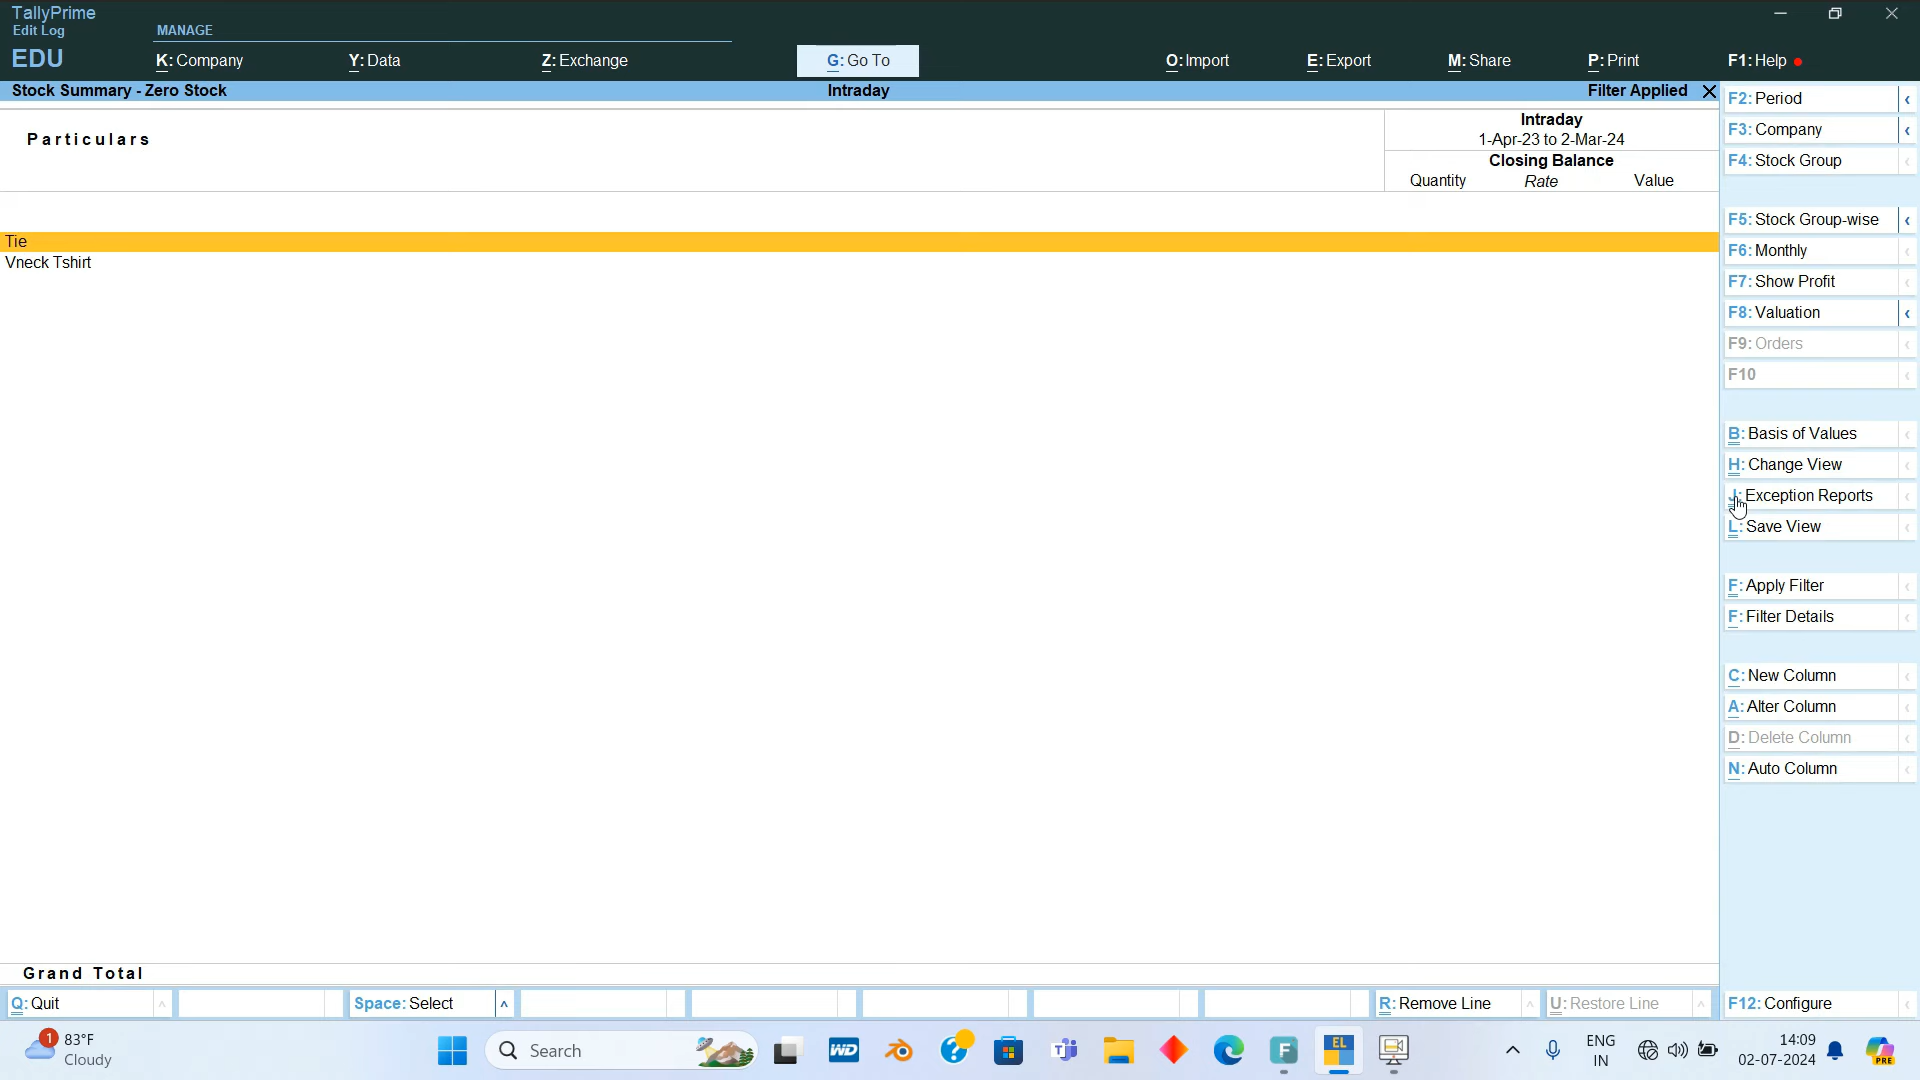 TallyPrime
Edit Log
EDU
MANAGE
K: Company
Y: Data
Z: Exchange
G: Go To
O: Import
E: Export
M: Share
P: Print
F1: Help
Stock Summary - Zero Stock
Intraday
Filter Applied
Particulars
Intraday
1-Apr-23 to 2-Mar-24
Closing Balance
Quantity Rate Value
Tie
Vneck Tshirt
Grand Total
F2: Period
F3: Company
F4: Stock Group
F5: Stock Group-wise
F6: Monthly
F7: Show Profit
F8: Valuation
F9: Orders
F10
B: Basis of Values
H: Change View
J: Exception Reports
L: Save View
F: Apply Filter
F: Filter Details
C: New Column
A: Alter Column
D: Delete Column
N: Auto Column
Q: Quit
Space: Select
R: Remove Line
U: Restore Line
F12: Configure
1
83°F
Cloudy
Search
WD
F
EL
ENG
IN
14:09
02-07-2024
PRE